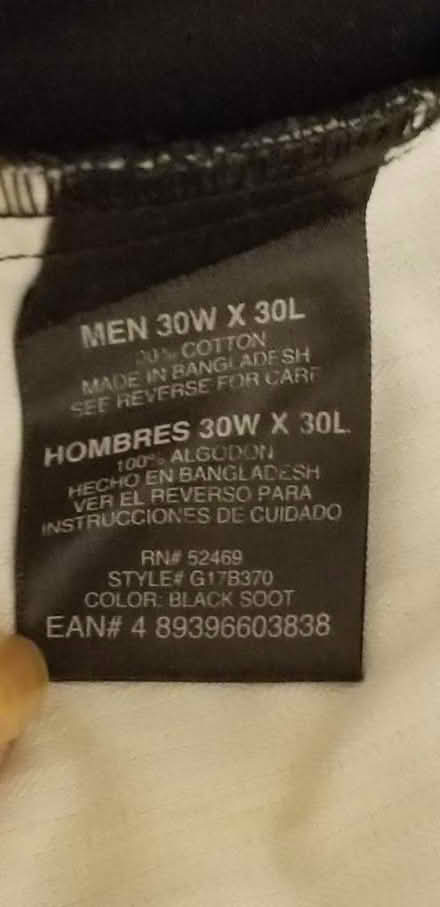 MEN 30W X 30L
00% COTTON
MADE IN BANGLADESH
SEE REVERSE FOR CARE
HOMBRES 30W X 30L
100% ALGODON
HECHO EN BANGLADESH
VER EL REVERSO PARA
INSTRUCCIONES DE CUIDADO
RN# 52469
STYLE# G17B370
COLOR: BLACK SOOT
EAN# 4 89396603838